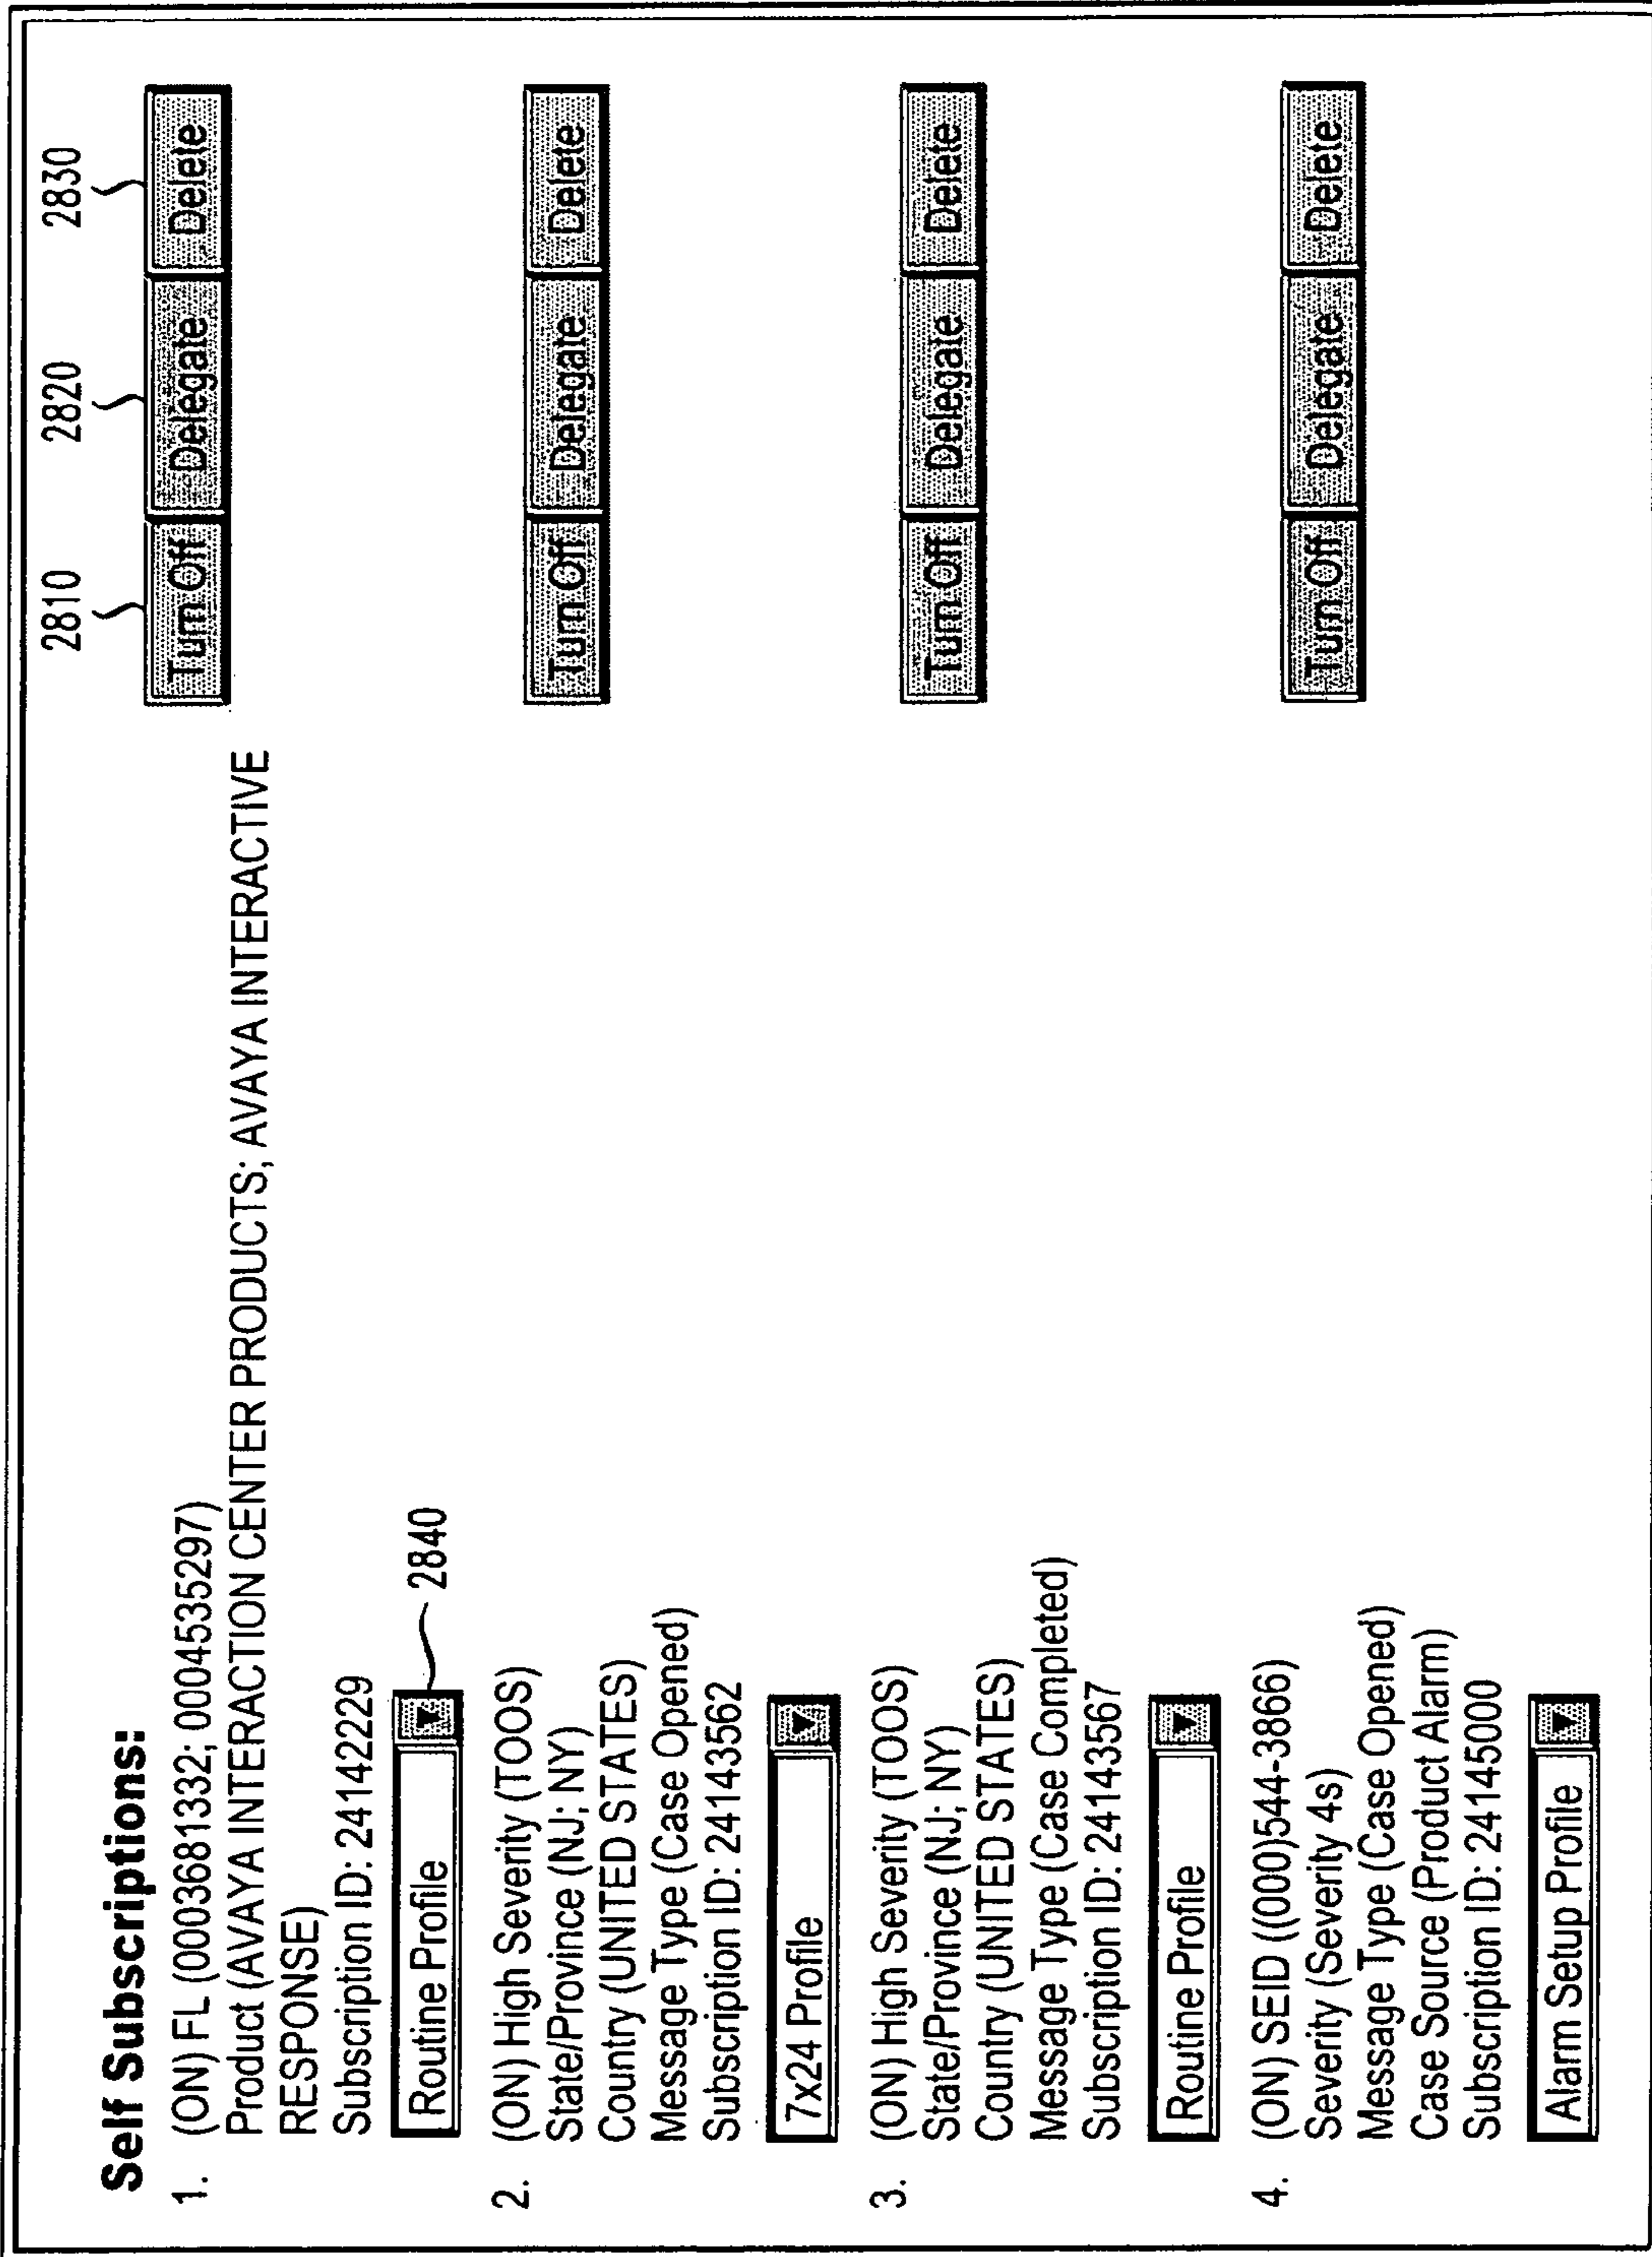 2810 2820 2830
Self Subscriptions:
1. (ON) FL (0003681332; 0004535297) Turn Off Delegate Delete
Product (AVAYA INTERACTION CENTER PRODUCTS; AVAYA INTERACTIVE
RESPONSE)
Subscription ID: 24142229
Routine Profile 2840
2. (ON) High Severity (TOOS) Turn Off Delegate Delete
State/Province (NJ; NY)
Country (UNITED STATES)
Message Type (Case Opened)
Subscription ID: 24143562
7x24 Profile
3. (ON) High Severity (TOOS) Turn Off Delegate Delete
State/Province (NJ; NY)
Country (UNITED STATES)
Message Type (Case Completed)
Subscription ID: 24143567
Routine Profile
4. (ON) SEID ((000)544-3866) Turn Off Delegate Delete
Severity (Severity 4s)
Message Type (Case Opened)
Case Source (Product Alarm)
Subscription ID: 24145000
Alarm Setup Profile